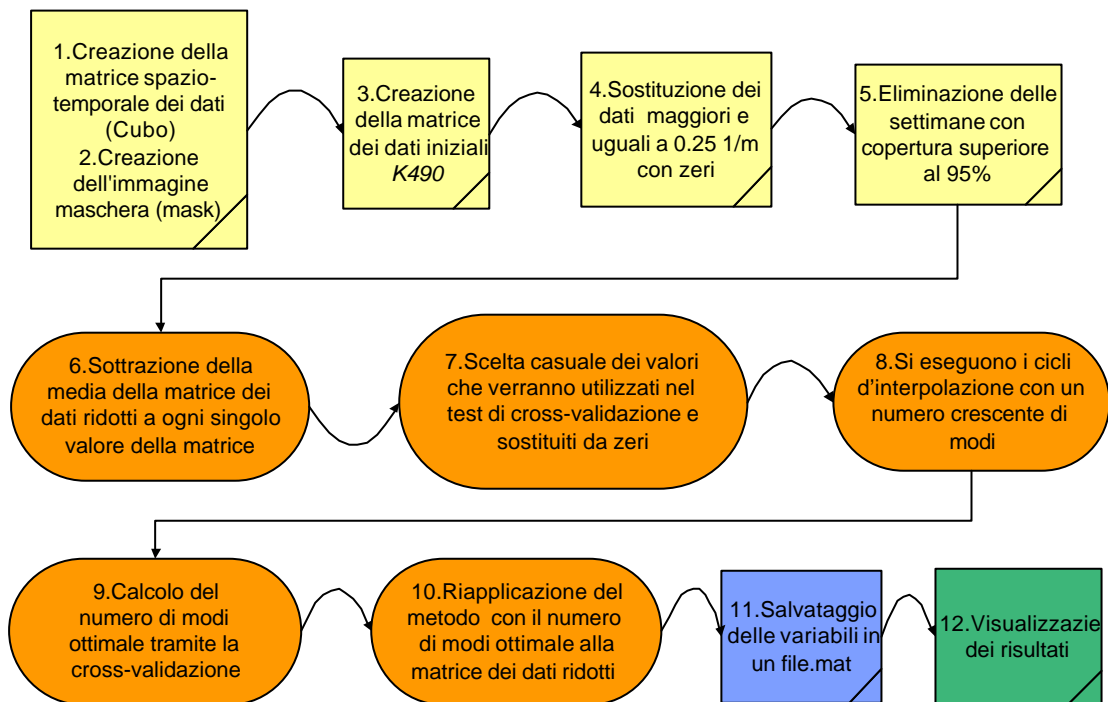 1.Creazione della
matrice spazio-
temporale dei dati
(Cubo)
2.Creazione
dell'immagine
maschera (mask)
3.Creazione
della matrice
dei dati iniziali
K490
4.Sostituzione dei
dati maggiori e
uguali a 0.25 1/m
con zeri
5.Eliminazione delle
settimane con
copertura superiore
al 95%
6.Sottrazione della
media della matrice dei
dati ridotti a ogni singolo
valore della matrice
7.Scelta casuale dei valori
che verranno utilizzati nel
test di cross-validazione e
sostituiti da zeri
8.Si eseguono i cicli
d’interpolazione con un
numero crescente di
modi
9.Calcolo del
numero di modi
ottimale tramite la
cross-validazione
10.Riapplicazione del
metodo con il numero
di modi ottimale alla
matrice dei dati ridotti
11.Salvataggio
delle variabili in
un file.mat
12.Visualizzazie
dei risultati